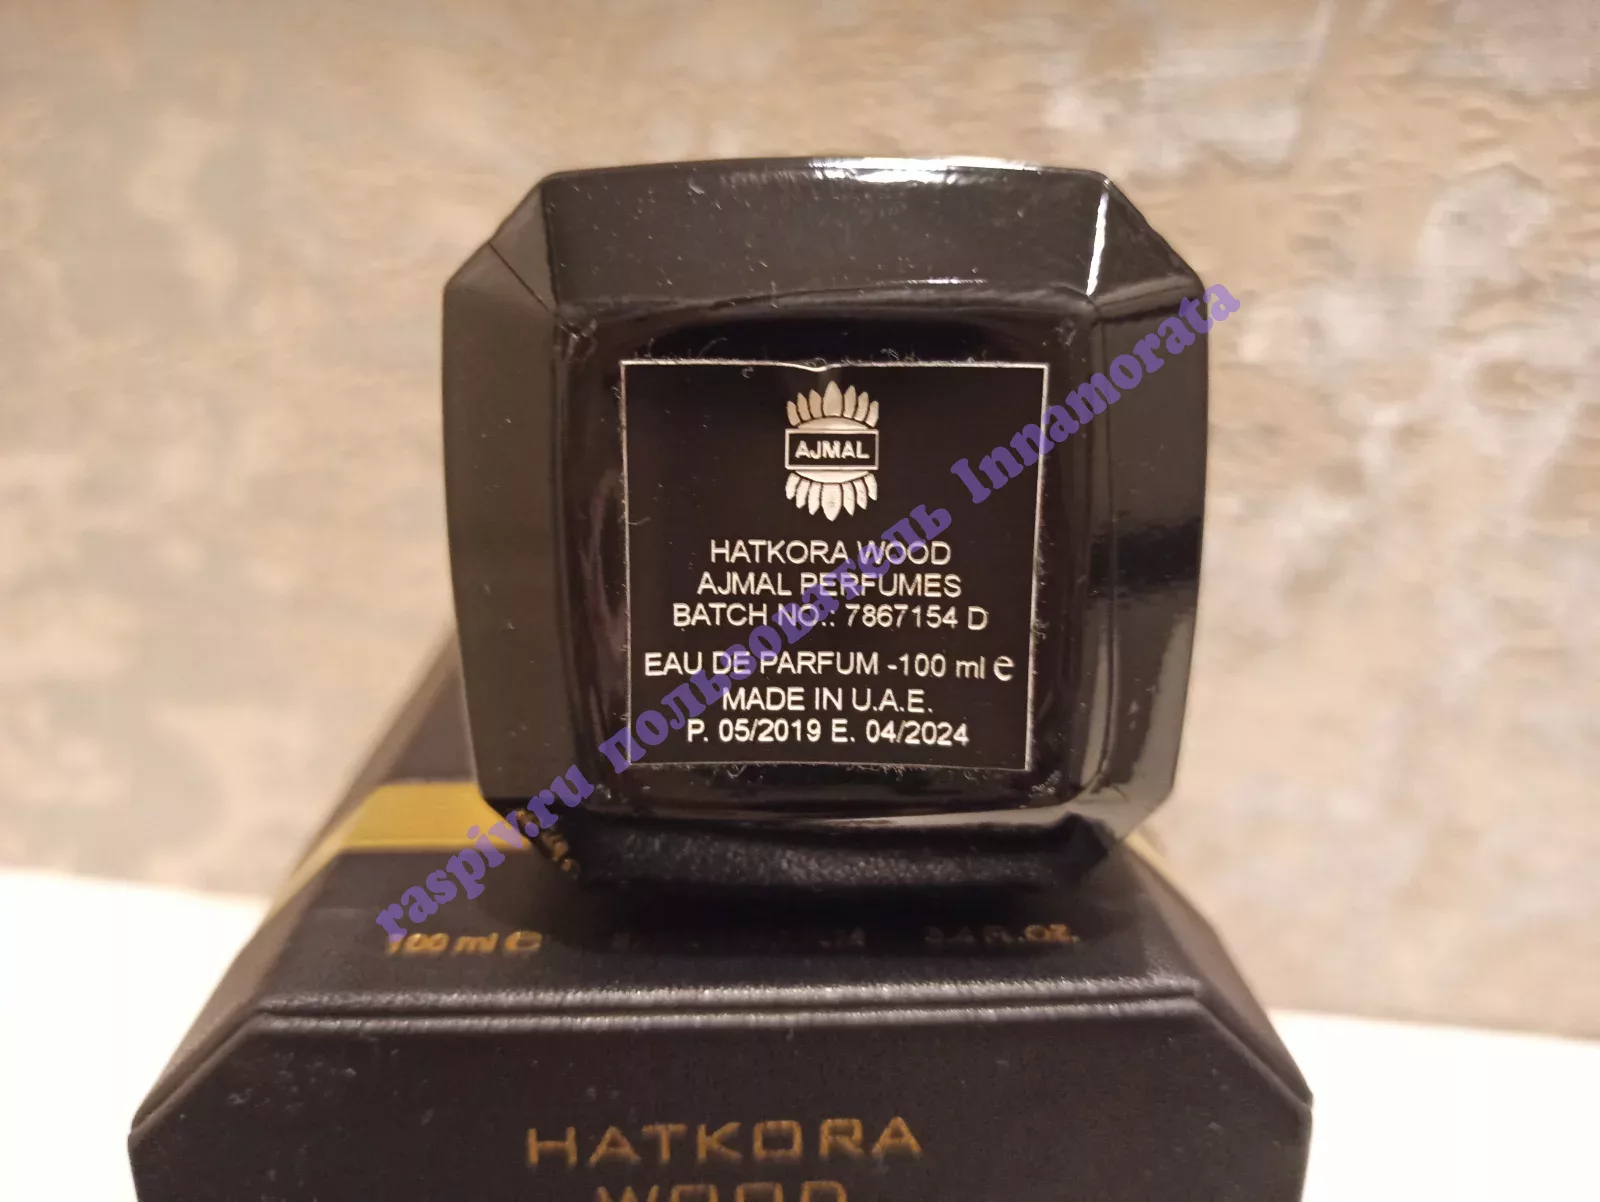 AJMAL
HATKORA WOOD
AJMAL PERFUMES
BATCH NO.: 7867154 D
EAU DE PARFUM -100 ml e
MADE IN U.A.E.
P. 05/2019 E. 04/2024
raspiv.ru пользователь Innamorata
100 ml e 3.4 FL.OZ.
HATKORA
WOOD